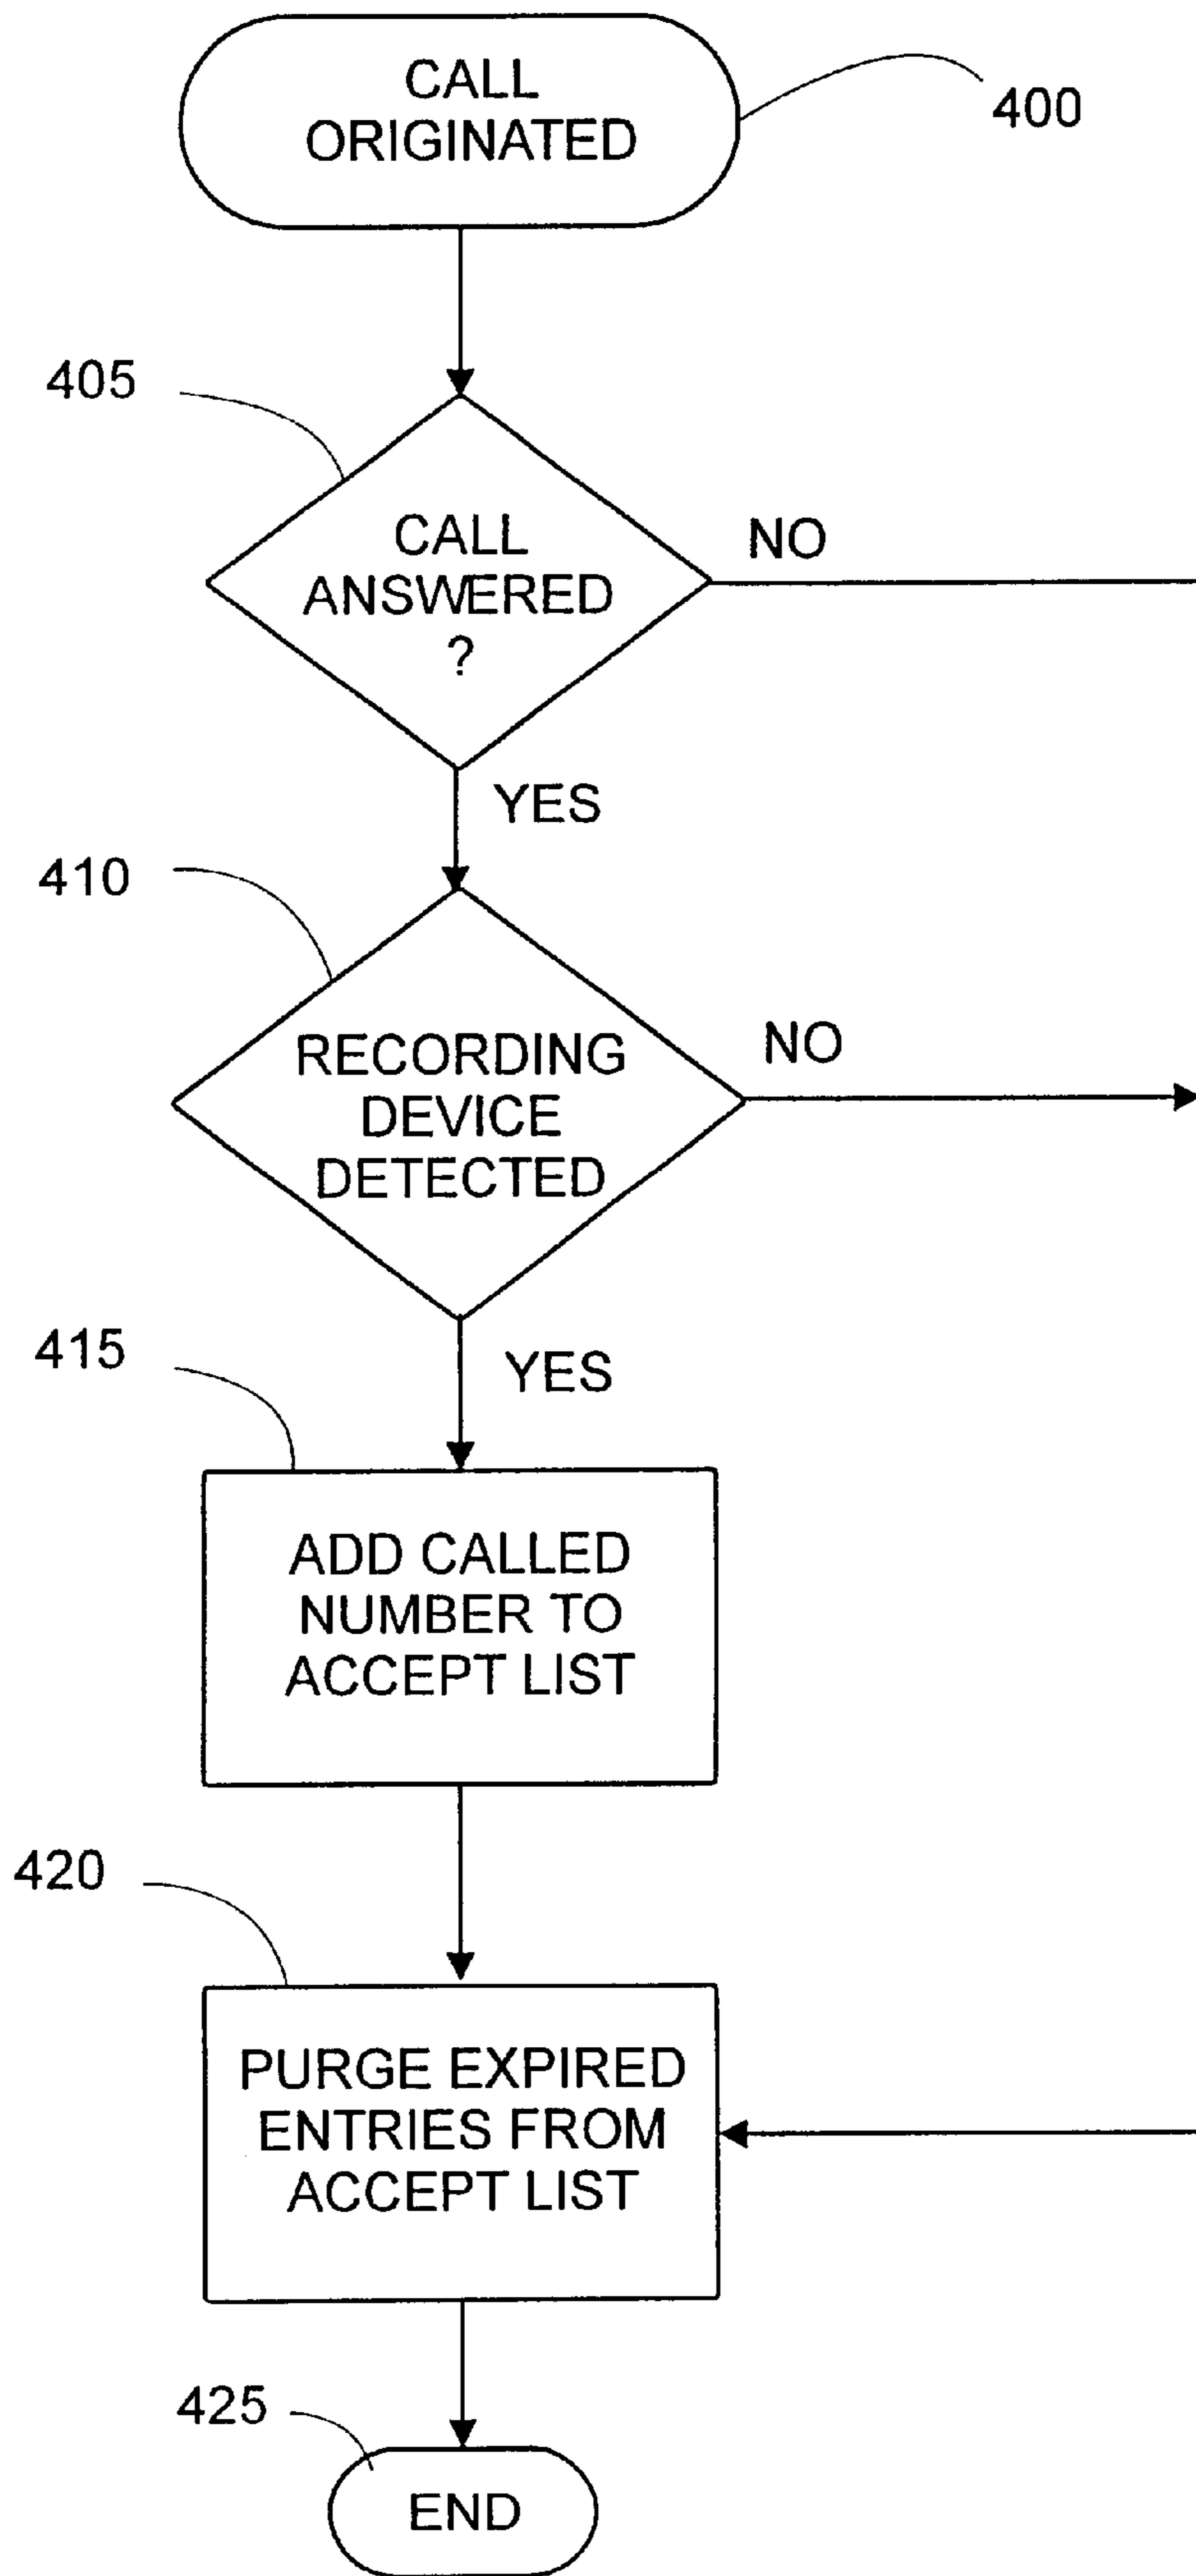 CALL
ORIGINATED
400
405
CALL
ANSWERED
?
NO
YES
410
RECORDING
DEVICE
DETECTED
NO
YES
415
ADD CALLED
NUMBER TO
ACCEPT LIST
420
PURGE EXPIRED
ENTRIES FROM
ACCEPT LIST
425
END